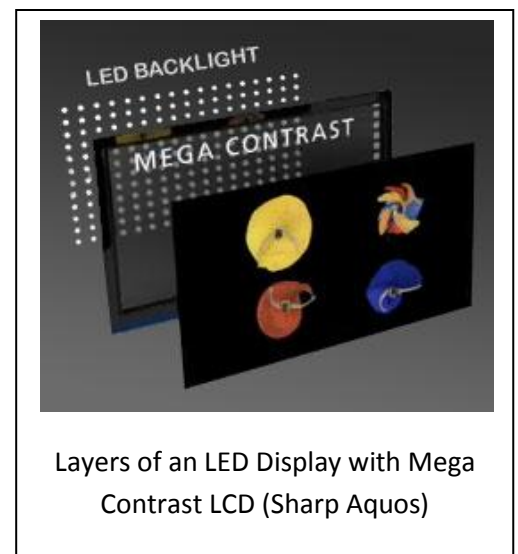 LED BACKLIGHT
MEGA CONTRAST
Layers of an LED Display with Mega
Contrast LCD (Sharp Aquos)